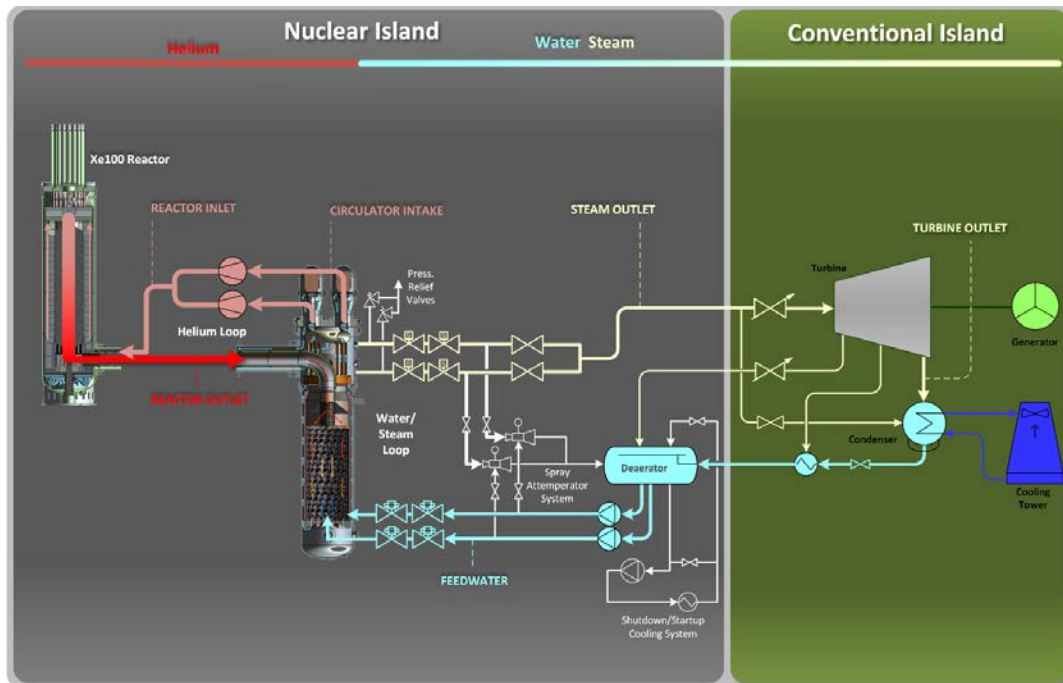 Nuclear Island
Conventional Island
Helium
Water Steam
Xe100 Reactor
REACTOR INLET
CIRCULATOR INTAKE
STEAM OUTLET
TURBINE OUTLET
Press.
Relief
Valves
Turbine
Helium Loop
Generator
REACTOR OUTLET
Water/
Steam
Loop
Condenser
Deaerator
Spray
Attemperator
System
Cooling
Tower
FEEDWATER
Shutdown/Startup
Cooling System